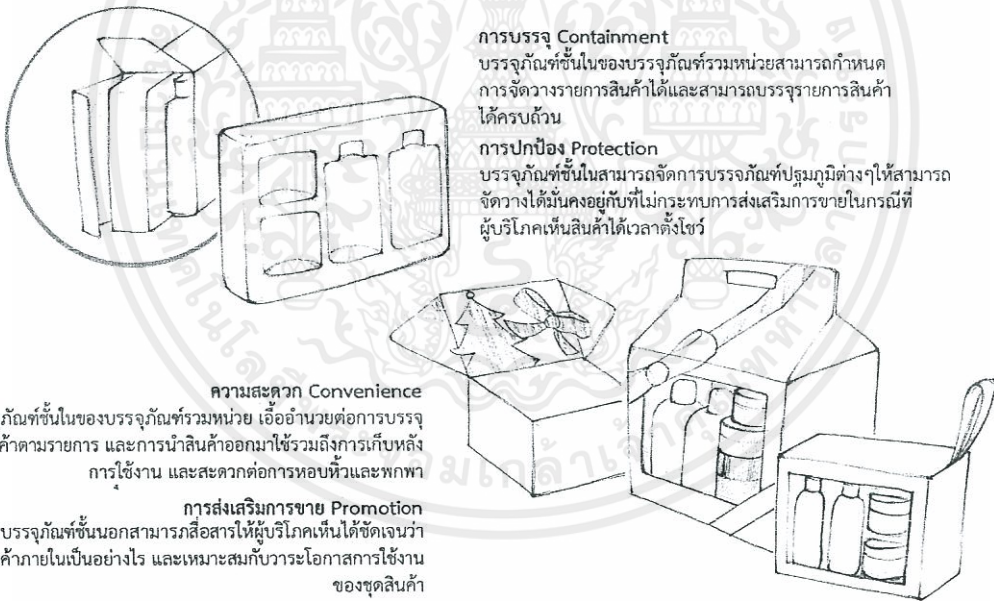 การบรรจุ Containment
บรรจุภัณฑ์ชั้นในของบรรจุภัณฑ์รวมหน่วยสามารถกำหนด
การจัดวางรายการสินค้าได้และสามารถบรรจุรายการสินค้า
ได้ครบถ้วน
การปกป้อง Protection
บรรจุภัณฑ์ชั้นในสามารถจัดการบรรจภัณฑ์ปฐมภูมิต่างๆให้สามารถ
จัดวางได้มั่นคงอยู่กับที่ไม่กระทบการส่งเสริมการขายในกรณีที่
ผู้บริโภคเห็นสินค้าได้เวลาตั้งโชว์
ความสะดวก Convenience
ภัณฑ์ชั้นในของบรรจุภัณฑ์รวมหน่วย เอื้ออำนวยต่อการบรรจุ
ค้าตามรายการ และการนำสินค้าออกมาใช้รวมถึงการเก็บหลัง
การใช้งาน และสะดวกต่อการหอบหิ้วและพกพา
การส่งเสริมการขาย Promotion
บรรจุภัณฑ์ชั้นนอกสามารภสื่อสารให้ผู้บริโภคเห็นได้ชัดเจนว่า
ค้าภายในเป็นอย่างไร และเหมาะสมกับวาระโอกาสการใช้งาน
ของชุดสินค้า